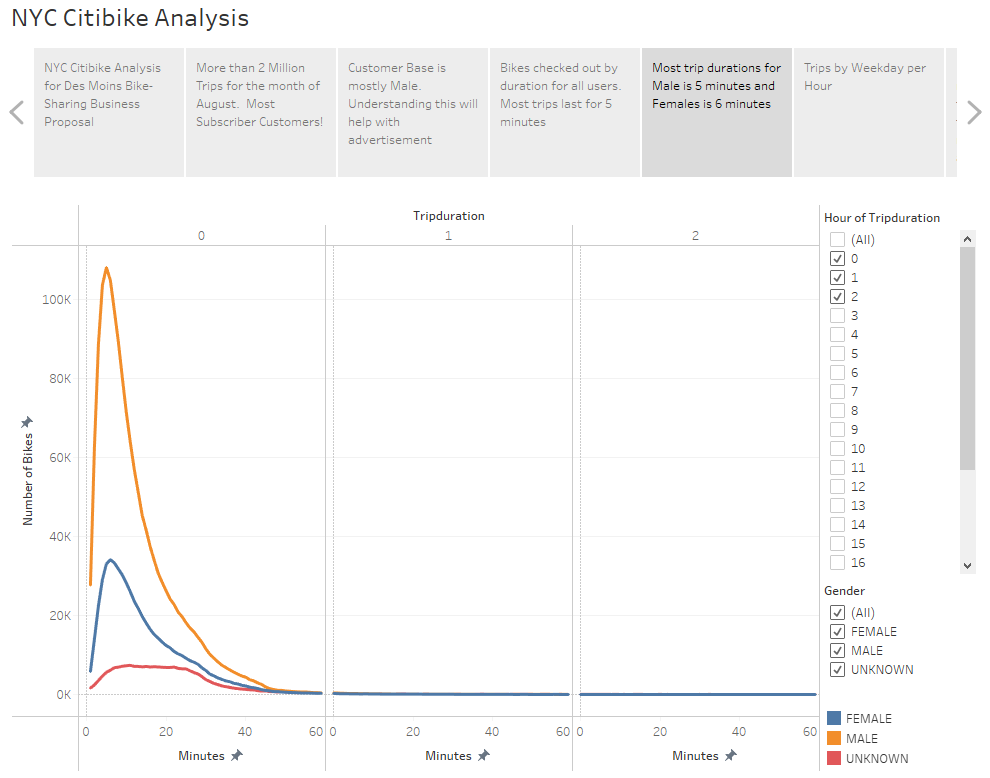 NYC Citibike Analysis
NYC Citibike Analysis
for Des Moins Bike-
Sharing Business
Proposal
More than 2 Million
Trips for the month of
August.  Most
Subscriber Customers!
Customer Base is
mostly Male.
Understanding this will
help with
advertisement
Bikes checked out by
duration for all users.
Most trips last for 5
minutes
Most trip durations for
Male is 5 minutes and
Females is 6 minutes
Trips by Weekday per
Hour
Tripduration
0
1
2
Number of Bikes
100K
80K
60K
40K
20K
0K
0
20
40
60
0
20
40
60
0
20
40
60
Minutes
Minutes
Minutes
Hour of Tripduration
(All)
0
1
2
3
4
5
6
7
8
9
10
11
12
13
14
15
16
Gender
(All)
FEMALE
MALE
UNKNOWN
FEMALE
MALE
UNKNOWN